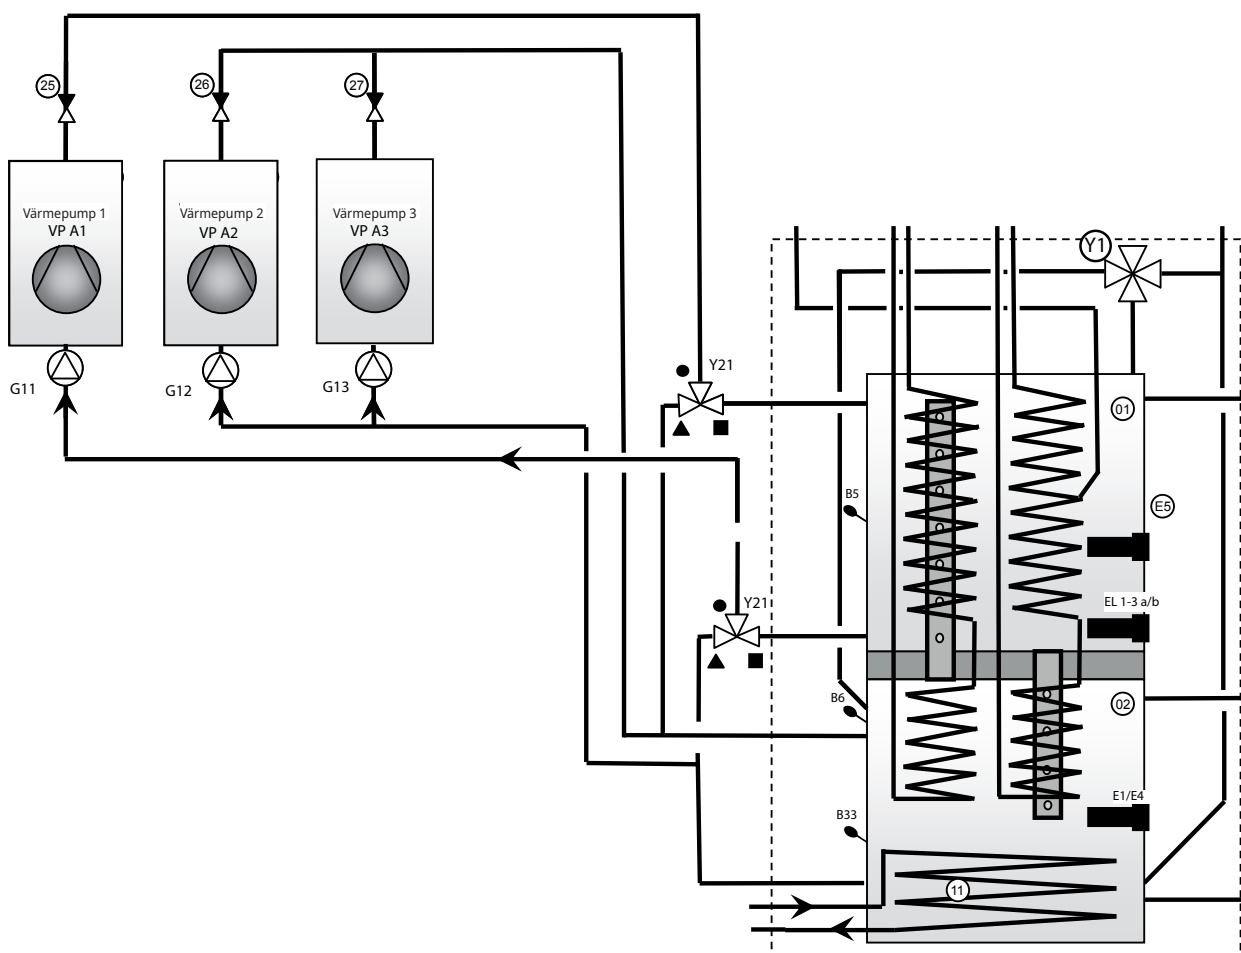 25
26
27
Värmepump 1
VP A1
Värmepump 2
VP A2
Värmepump 3
VP A3
G11
G12
G13
Y1
Y21
01
B5
E5
EL 1-3 a/b
Y21
B6
02
E1/E4
B33
11